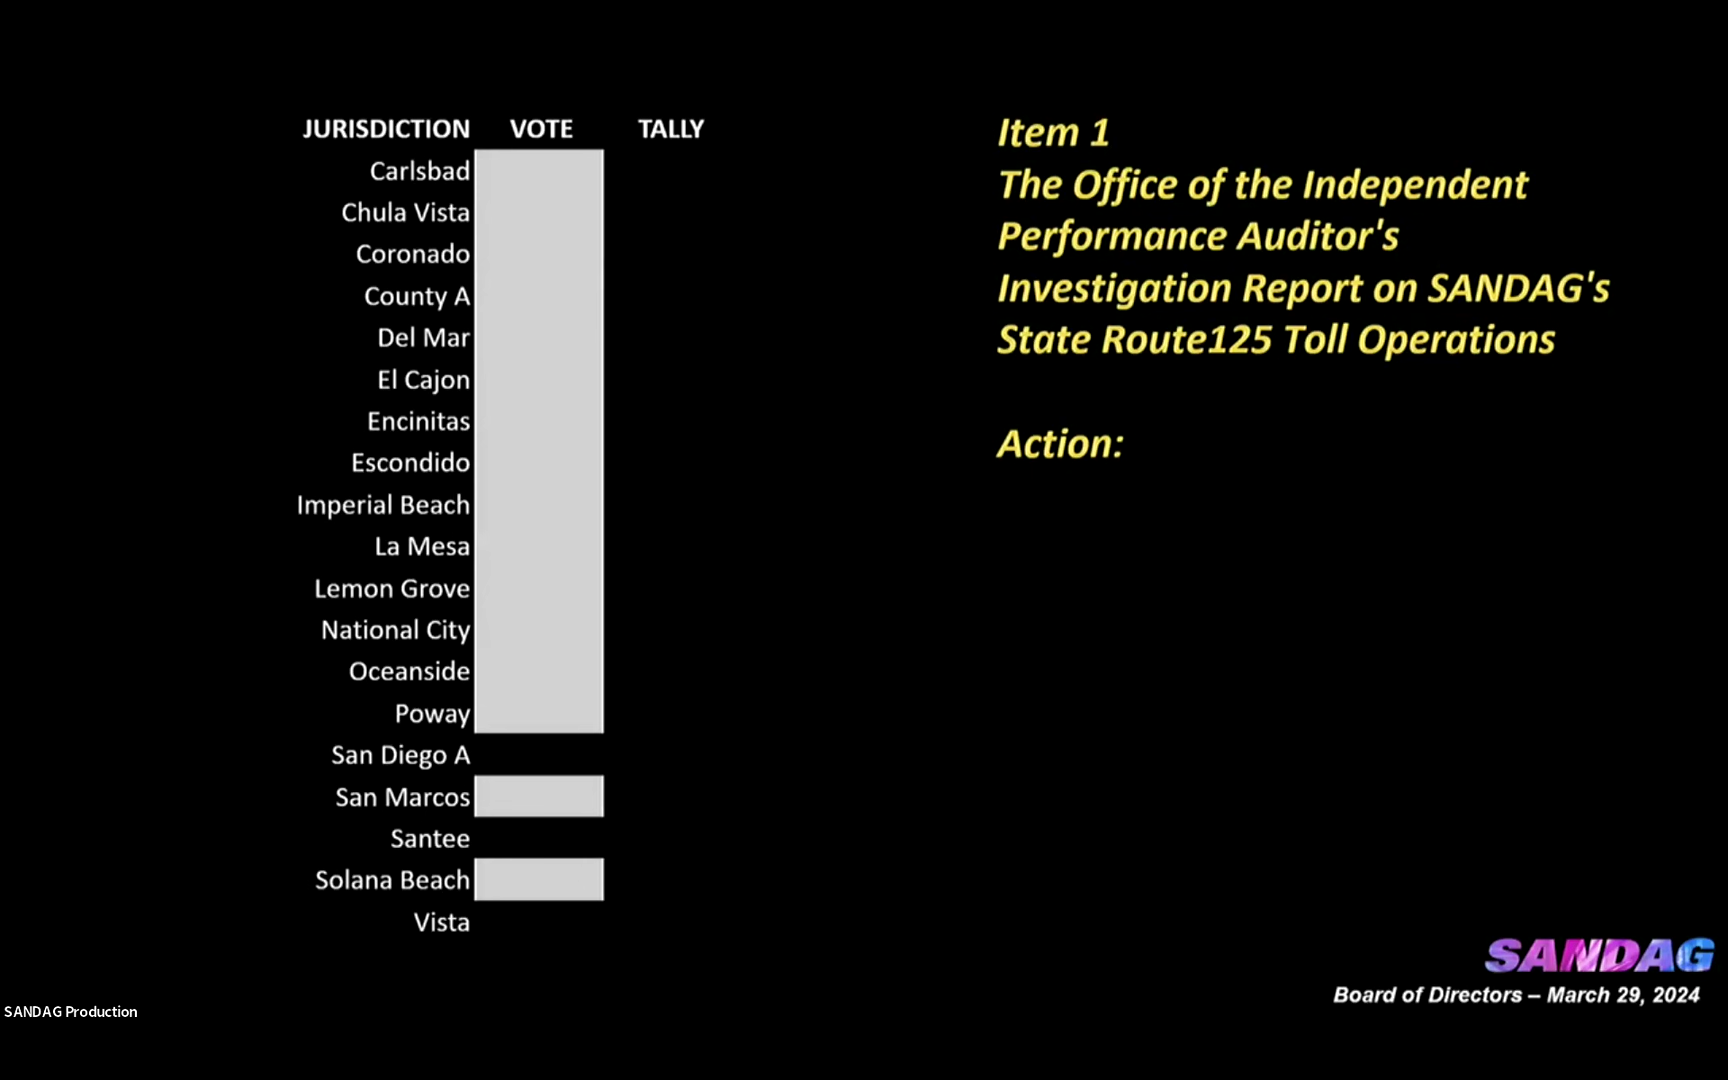 JURISDICTION VOTE TALLY
Carlsbad
Chula Vista
Coronado
County A
Del Mar
El Cajon
Encinitas
Escondido
Imperial Beach
La Mesa
Lemon Grove
National City
Oceanside
Poway
San Diego A
San Marcos
Santee
Solana Beach
Vista
Item 1
The Office of the Independent
Performance Auditor's
Investigation Report on SANDAG's
State Route125 Toll Operations
Action:
SANDAG
Board of Directors – March 29, 2024
SANDAG Production